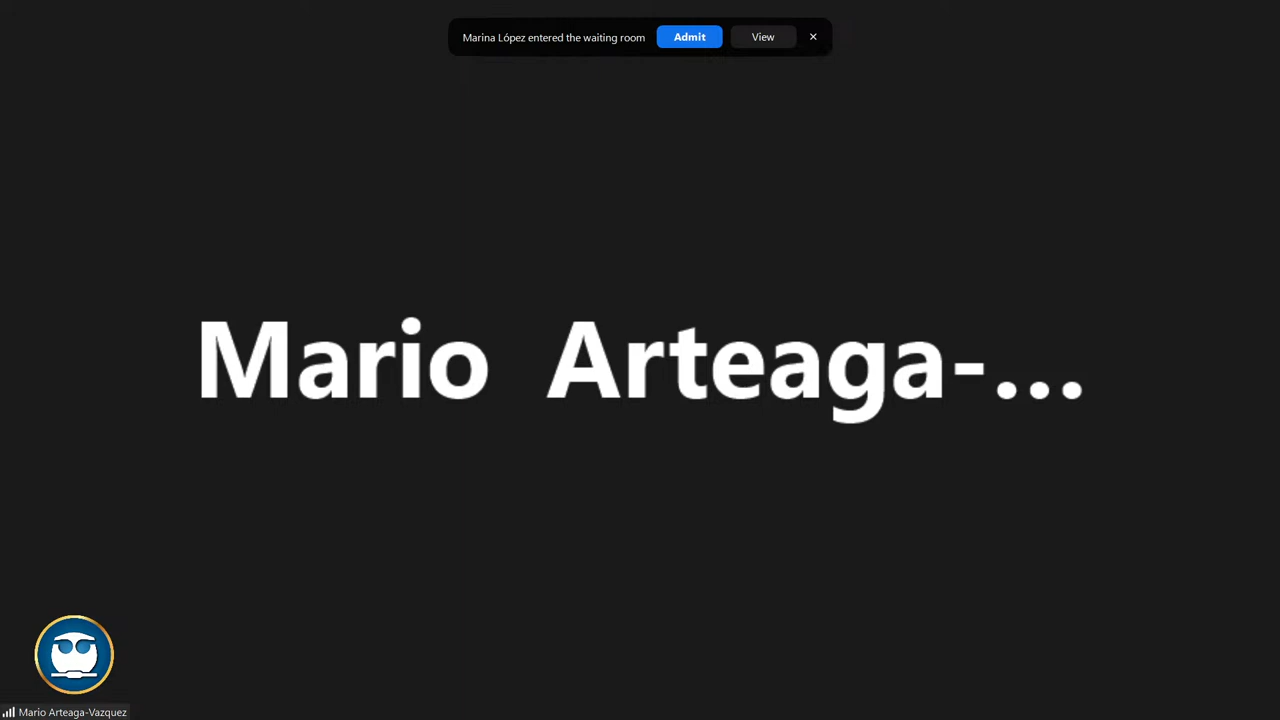 Marina López entered the waiting room Admit View
Mario Arteaga-...
Mario Arteaga-Vazquez